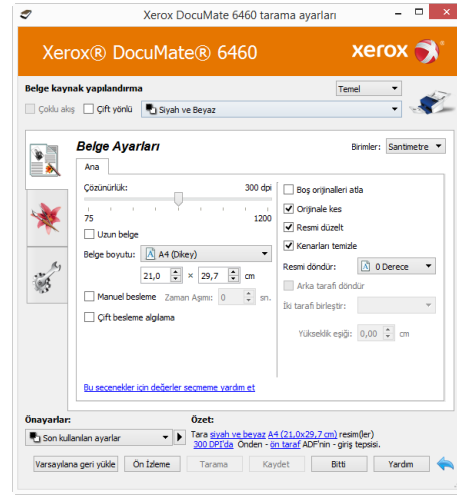 Xerox DocuMate 6460 tarama ayarları
Xerox® DocuMate® 6460
xerox
Belge kaynak yapılandırma
Temel
Çoklu akış
Çift yönlü
Siyah ve Beyaz
Belge Ayarları
Birimler: Santimetre
Ana
Çözünürlük: 300 dpi
75 1200
Uzun belge
Belge boyutu: A4 (Dikey)
21,0 × 29,7 cm
Manuel besleme Zaman Aşımı: 0 sn.
Çift besleme algılama
Boş orijinalleri atla
Orijinale kes
Resmi düzelt
Kenarları temizle
Resmi döndür: 0 Derece
Arka tarafı döndür
İki tarafı birleştir:
Yükseklik eşiği: 0,00 cm
Bu seçenekler için değerler seçmeme yardım et
Önayarlar:
Son kullanılan ayarlar
Özet:
Tara siyah ve beyaz A4 (21,0x29,7 cm) resim(ler)
300 DPI'da Önden - ön taraf ADF'nin - giriş tepsisi.
Varsayılana geri yükle
Ön İzleme
Tarama
Kaydet
Bitti
Yardım